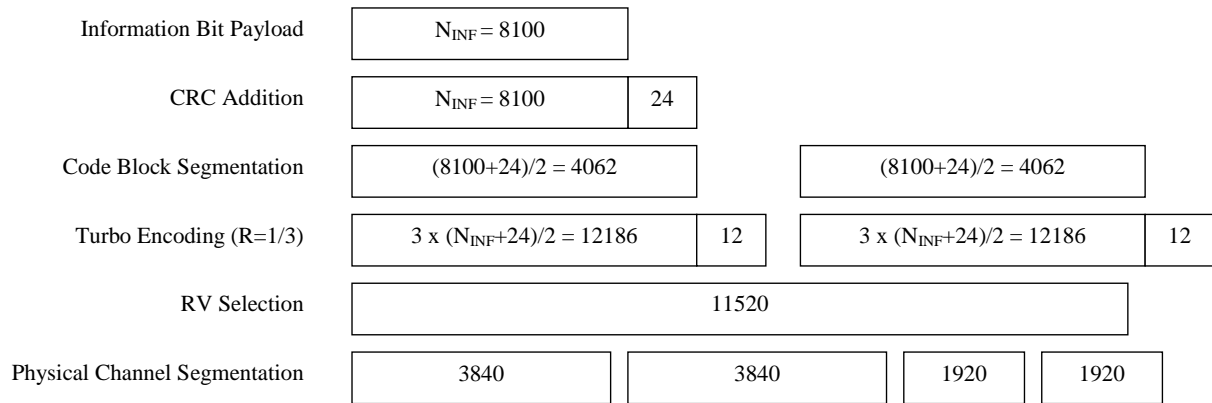 Information Bit Payload N_INF = 8100
CRC Addition N_INF = 8100 24
Code Block Segmentation (8100+24)/2 = 4062 (8100+24)/2 = 4062
Turbo Encoding (R=1/3) 3 x (N_INF+24)/2 = 12186 12 3 x (N_INF+24)/2 = 12186 12
RV Selection 11520
Physical Channel Segmentation 3840 3840 1920 1920